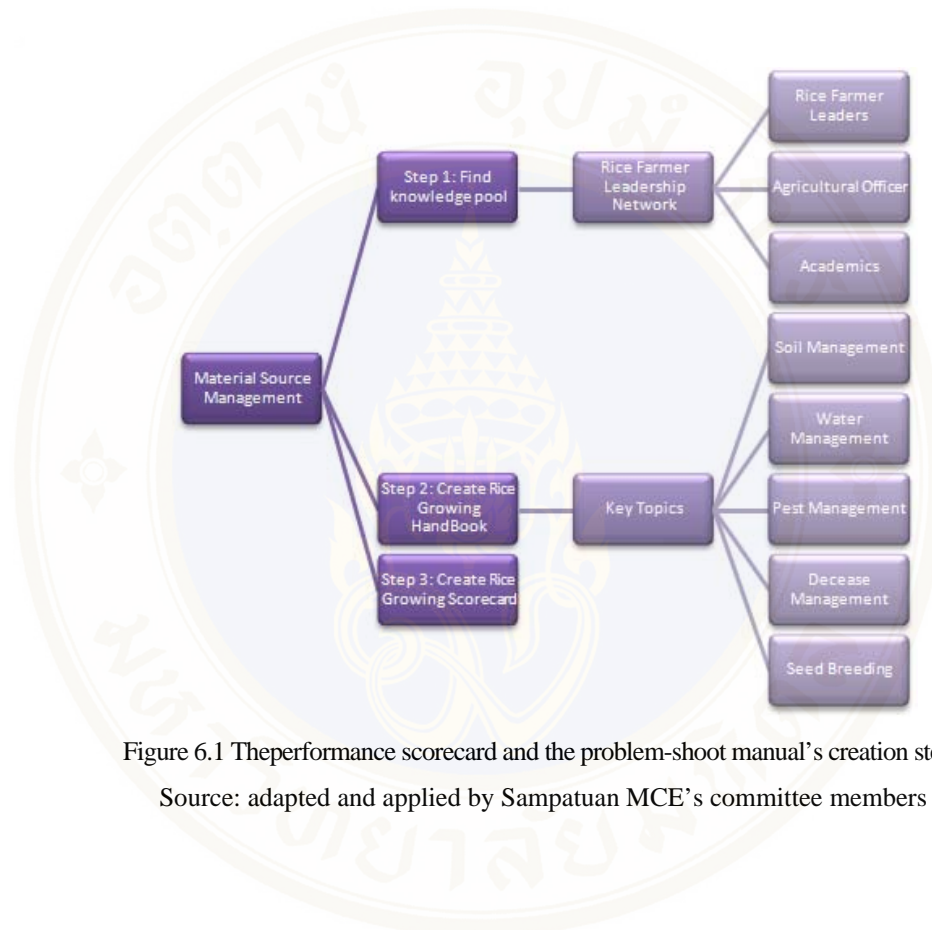 Rice Farmer
Leaders
Step 1: Find
knowledge pool
Rice Farmer
Leadership
Network
Agricultural Officer
Academics
Material Source
Management
Soil Management
Water
Management
Step 2: Create Rice
Growing
HandBook
Key Topics
Pest Management
Step 3: Create Rice
Growing Scorecard
Decease
Management
Seed Breeding
Figure 6.1 Theperformance scorecard and the problem-shoot manual’s creation
Source: adapted and applied by Sampatuan MCE’s committee members